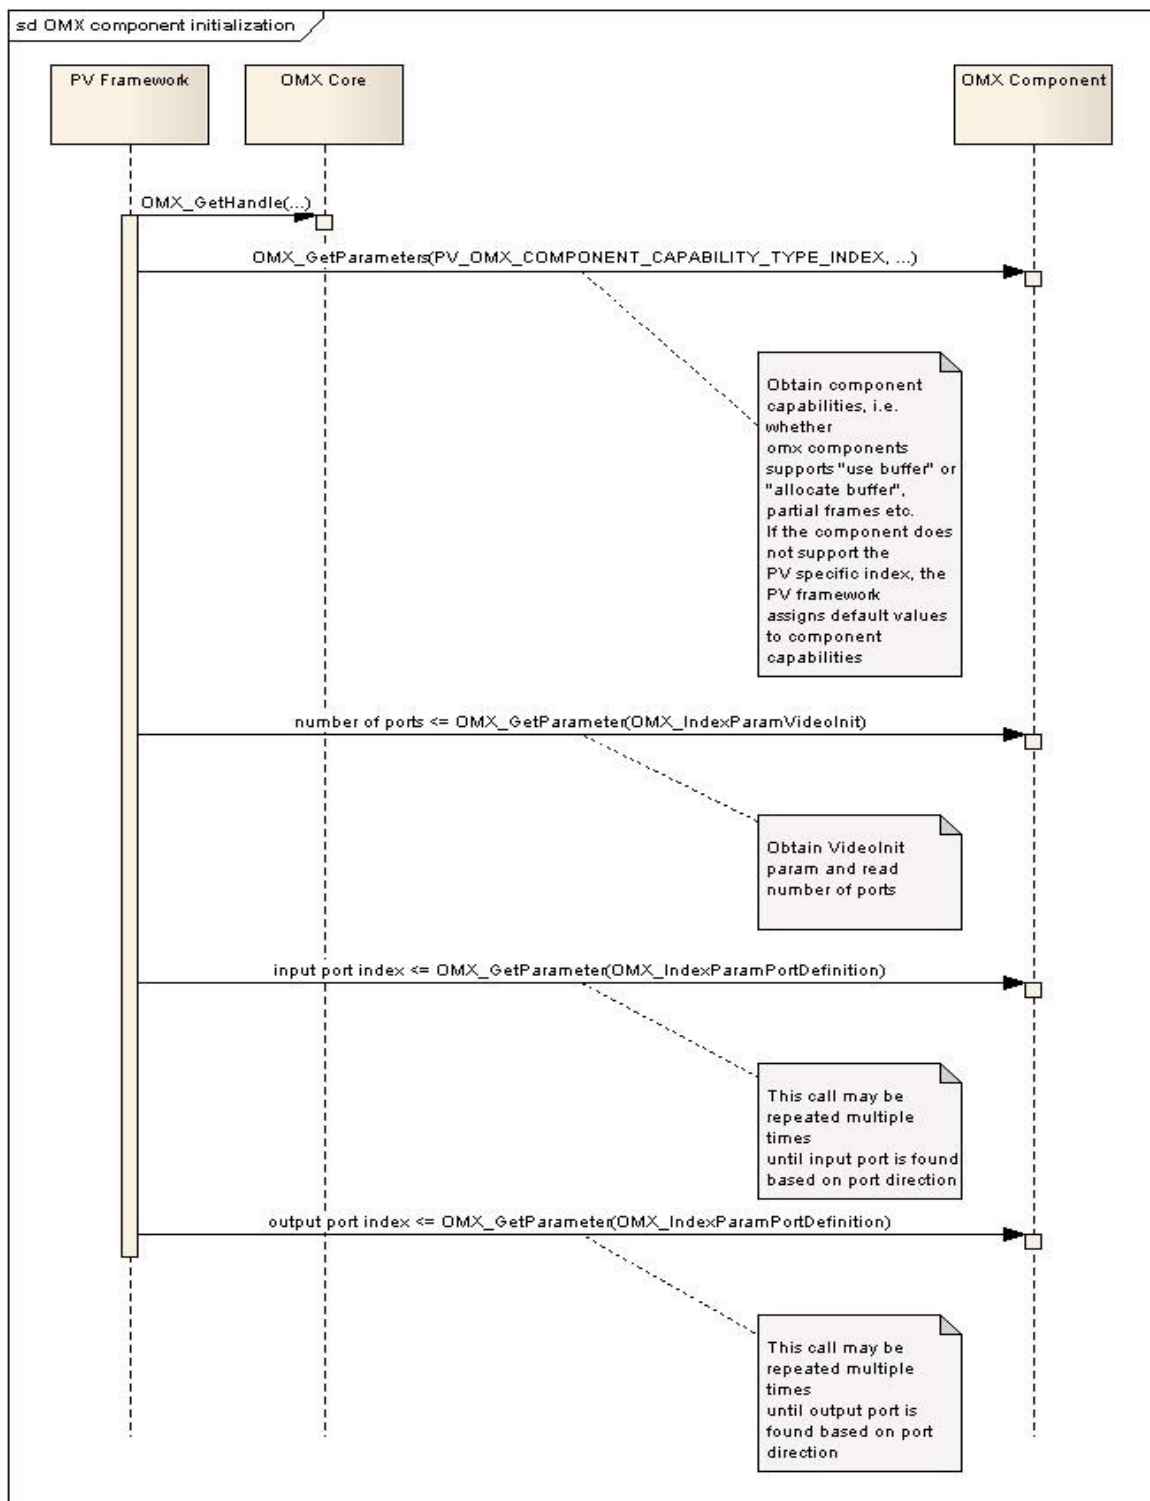 sd OMX component initialization
PV Framework
OMX Core
OMX Component
OMX_GetHandle(...)
OMX_GetParameters(PV_OMX_COMPONENT_CAPABILITY_TYPE_INDEX, ...)
Obtain component
capabilities, i.e.
whether
omx components
supports "use buffer" or
"allocate buffer",
partial frames etc.
If the component does
not support the
PV specific index, the
PV framework
assigns default values
to component
capabilities
number of ports <= OMX_GetParameter(OMX_IndexParamVideoInit)
Obtain VideoInit
param and read
number of ports
input port index <= OMX_GetParameter(OMX_IndexParamPortDefinition)
This call may be
repeated multiple
times
until input port is found
based on port direction
output port index <= OMX_GetParameter(OMX_IndexParamPortDefinition)
This call may be
repeated multiple
times
until output port is
found based on port
direction